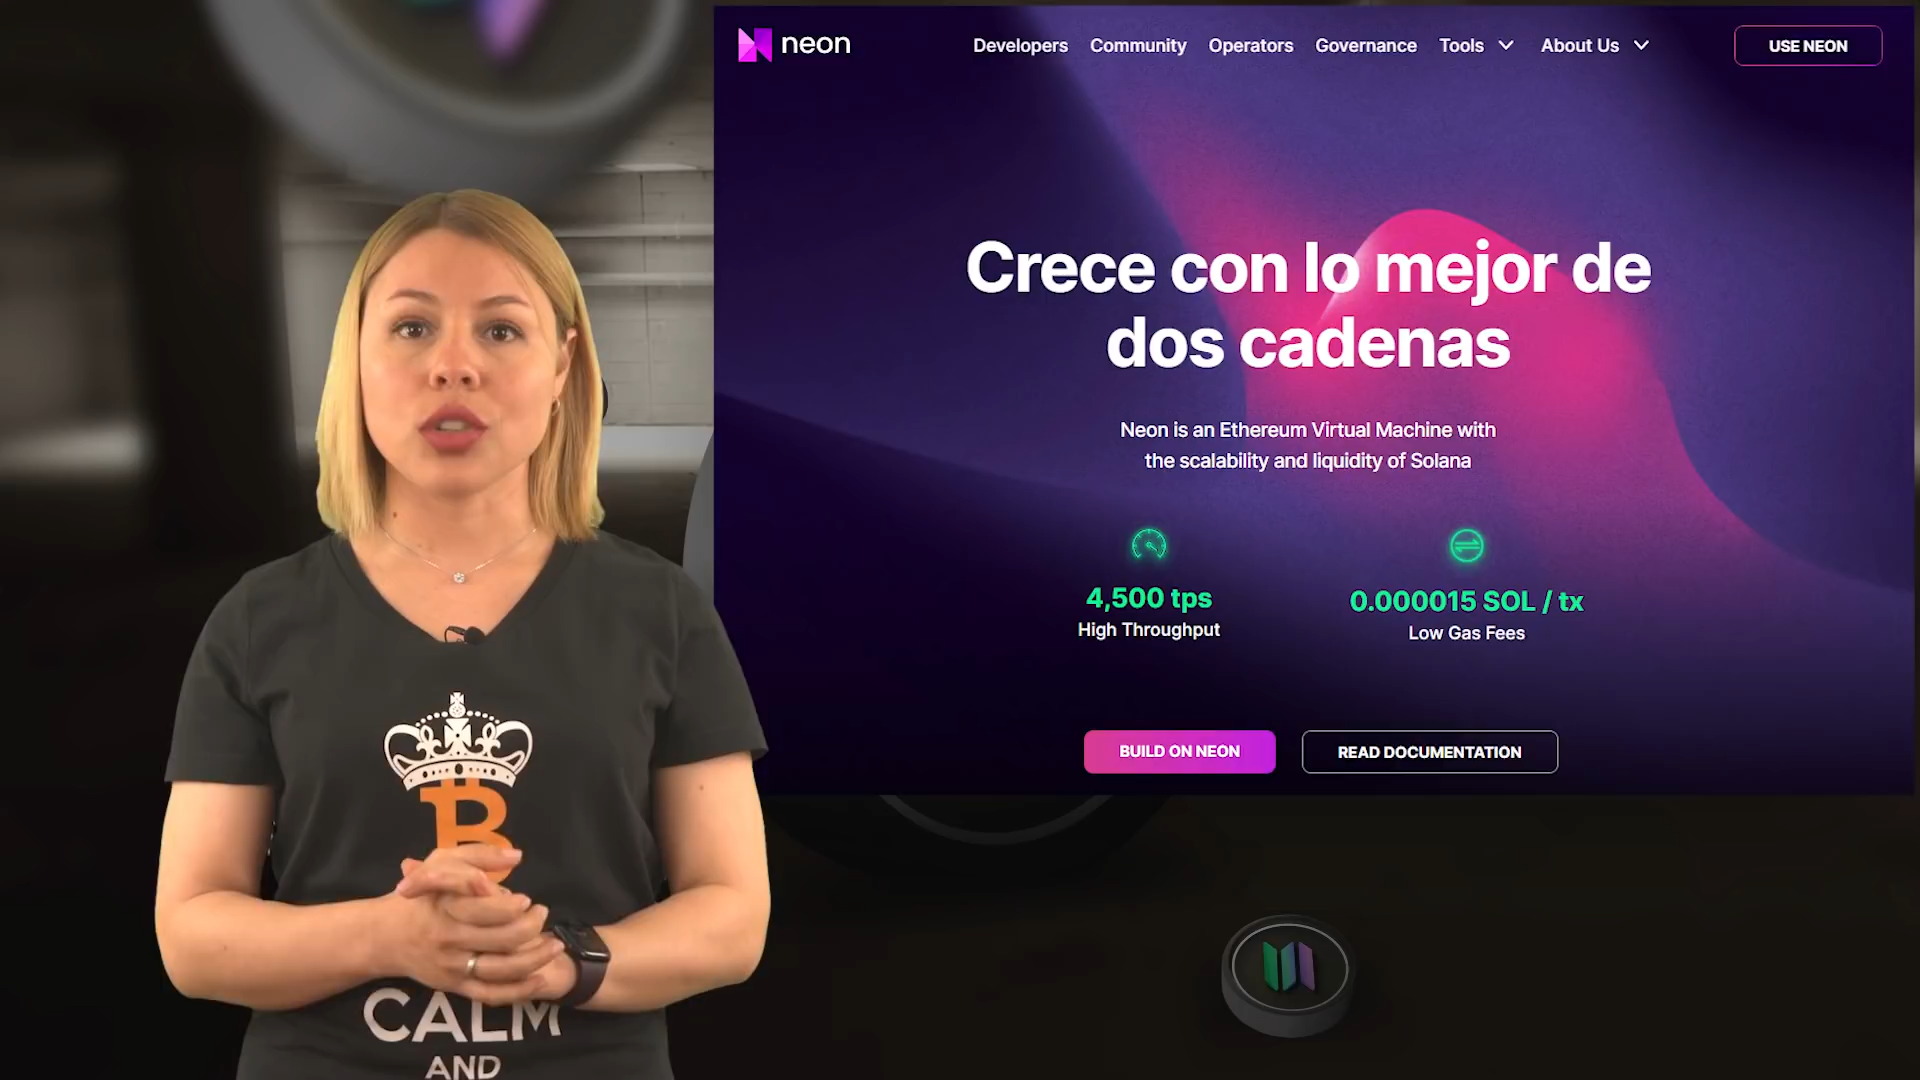 neon
Developers
Community
Operators
Governance
Tools
About Us
USE NEON
Crece con lo mejor de
dos cadenas
Neon is an Ethereum Virtual Machine with
the scalability and liquidity of Solana
4,500 tps
High Throughput
0.000015 SOL / tx
Low Gas Fees
BUILD ON NEON
READ DOCUMENTATION
CALM
AND